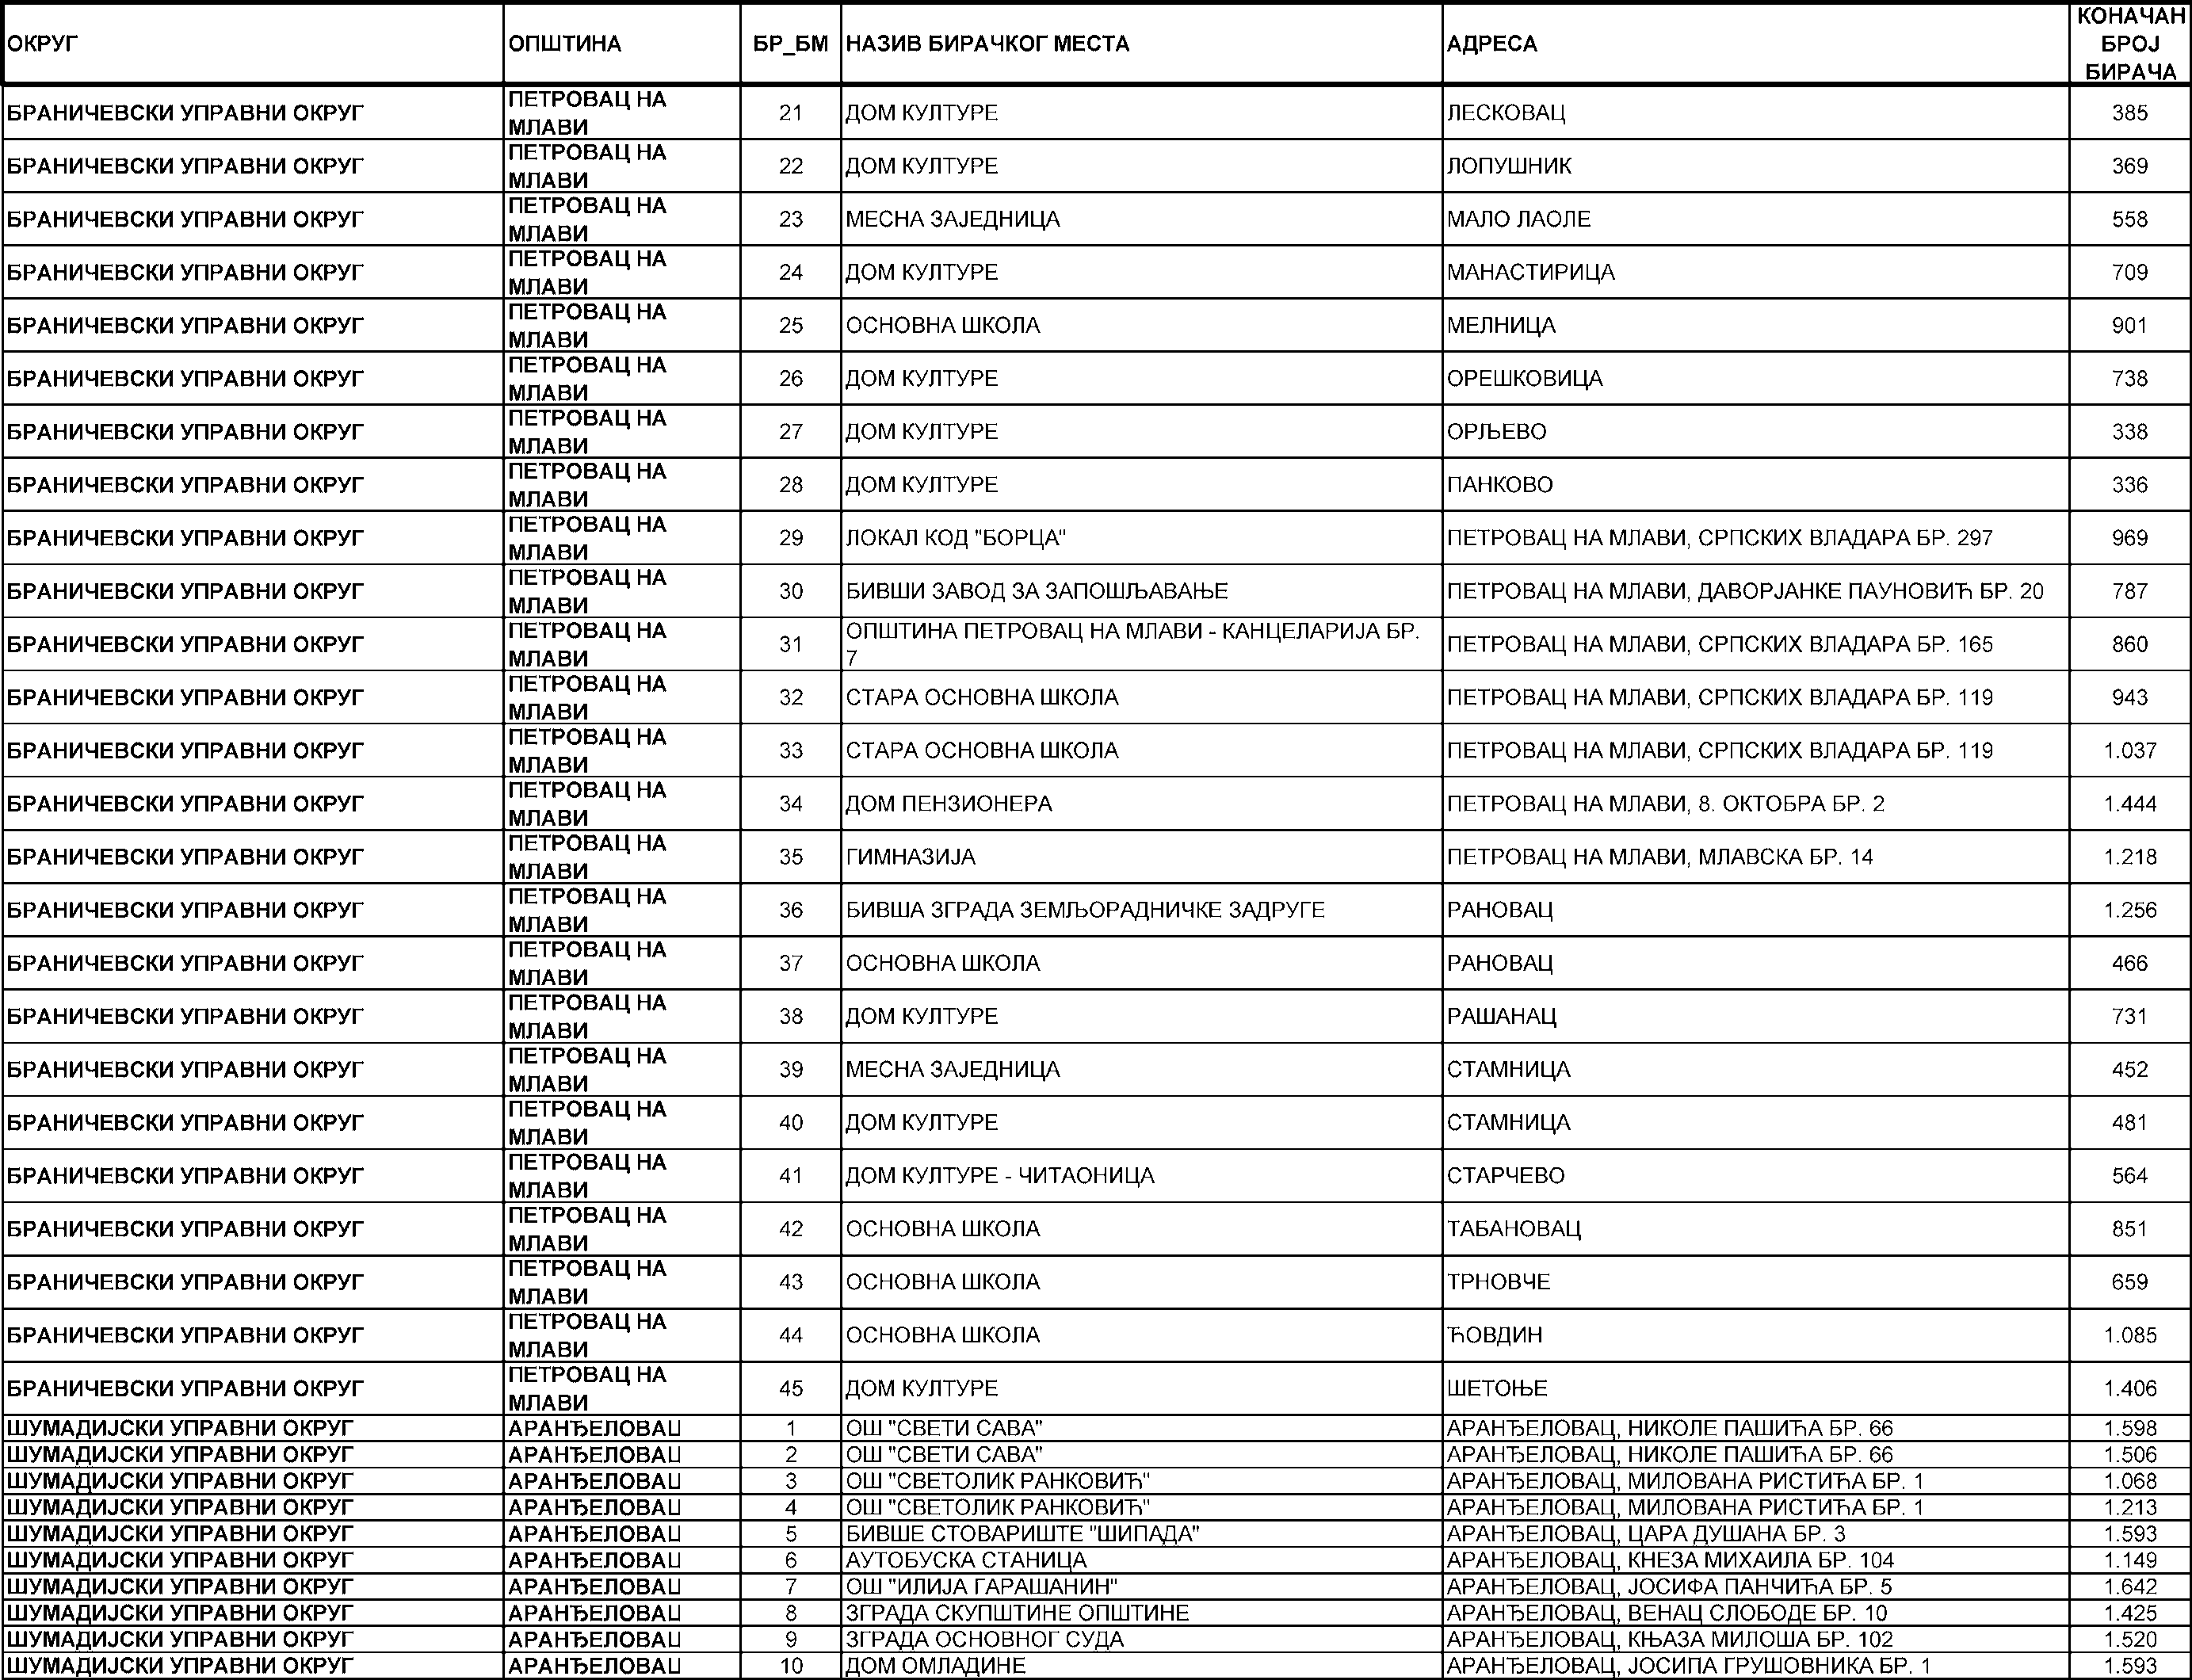 ОКРУГ ОПШТИНА БР_БМ НАЗИВ БИРАЧКОГ МЕСТА АДРЕСА КОНАЧАН БРОЈ БИРАЧА
БРАНИЧЕВСКИ УПРАВНИ ОКРУГ ПЕТРОВАЦ НА МЛАВИ 21 ДОМ КУЛТУРЕ ЛЕСКОВАЦ 385
БРАНИЧЕВСКИ УПРАВНИ ОКРУГ ПЕТРОВАЦ НА МЛАВИ 22 ДОМ КУЛТУРЕ ЛОПУШНИК 369
БРАНИЧЕВСКИ УПРАВНИ ОКРУГ ПЕТРОВАЦ НА МЛАВИ 23 МЕСНА ЗАЈЕДНИЦА МАЛО ЛАОЛЕ 558
БРАНИЧЕВСКИ УПРАВНИ ОКРУГ ПЕТРОВАЦ НА МЛАВИ 24 ДОМ КУЛТУРЕ МАНАСТИРИЦА 709
БРАНИЧЕВСКИ УПРАВНИ ОКРУГ ПЕТРОВАЦ НА МЛАВИ 25 ОСНОВНА ШКОЛА МЕЛНИЦА 901
БРАНИЧЕВСКИ УПРАВНИ ОКРУГ ПЕТРОВАЦ НА МЛАВИ 26 ДОМ КУЛТУРЕ ОРЕШКОВИЦА 738
БРАНИЧЕВСКИ УПРАВНИ ОКРУГ ПЕТРОВАЦ НА МЛАВИ 27 ДОМ КУЛТУРЕ ОРЉЕВО 338
БРАНИЧЕВСКИ УПРАВНИ ОКРУГ ПЕТРОВАЦ НА МЛАВИ 28 ДОМ КУЛТУРЕ ПАНКОВО 336
БРАНИЧЕВСКИ УПРАВНИ ОКРУГ ПЕТРОВАЦ НА МЛАВИ 29 ЛОКАЛ КОД "БОРЦА" ПЕТРОВАЦ НА МЛАВИ, СРПСКИХ ВЛАДАРА БР. 297 969
БРАНИЧЕВСКИ УПРАВНИ ОКРУГ ПЕТРОВАЦ НА МЛАВИ 30 БИВШИ ЗАВОД ЗА ЗАПОШЉАВАЊЕ ПЕТРОВАЦ НА МЛАВИ, ДАВОРЈАНКЕ ПАУНОВИЋ БР. 20 787
БРАНИЧЕВСКИ УПРАВНИ ОКРУГ ПЕТРОВАЦ НА МЛАВИ 31 ОПШТИНА ПЕТРОВАЦ НА МЛАВИ - КАНЦЕЛАРИЈА БР. 7 ПЕТРОВАЦ НА МЛАВИ, СРПСКИХ ВЛАДАРА БР. 165 860
БРАНИЧЕВСКИ УПРАВНИ ОКРУГ ПЕТРОВАЦ НА МЛАВИ 32 СТАРА ОСНОВНА ШКОЛА ПЕТРОВАЦ НА МЛАВИ, СРПСКИХ ВЛАДАРА БР. 119 943
БРАНИЧЕВСКИ УПРАВНИ ОКРУГ ПЕТРОВАЦ НА МЛАВИ 33 СТАРА ОСНОВНА ШКОЛА ПЕТРОВАЦ НА МЛАВИ, СРПСКИХ ВЛАДАРА БР. 119 1.037
БРАНИЧЕВСКИ УПРАВНИ ОКРУГ ПЕТРОВАЦ НА МЛАВИ 34 ДОМ ПЕНЗИОНЕРА ПЕТРОВАЦ НА МЛАВИ, 8. ОКТОБРА БР. 2 1.444
БРАНИЧЕВСКИ УПРАВНИ ОКРУГ ПЕТРОВАЦ НА МЛАВИ 35 ГИМНАЗИЈА ПЕТРОВАЦ НА МЛАВИ, МЛАВСКА БР. 14 1.218
БРАНИЧЕВСКИ УПРАВНИ ОКРУГ ПЕТРОВАЦ НА МЛАВИ 36 БИВША ЗГРАДА ЗЕМЉОРАДНИЧКЕ ЗАДРУГЕ РАНОВАЦ 1.256
БРАНИЧЕВСКИ УПРАВНИ ОКРУГ ПЕТРОВАЦ НА МЛАВИ 37 ОСНОВНА ШКОЛА РАНОВАЦ 466
БРАНИЧЕВСКИ УПРАВНИ ОКРУГ ПЕТРОВАЦ НА МЛАВИ 38 ДОМ КУЛТУРЕ РАШАНАЦ 731
БРАНИЧЕВСКИ УПРАВНИ ОКРУГ ПЕТРОВАЦ НА МЛАВИ 39 МЕСНА ЗАЈЕДНИЦА СТАМНИЦА 452
БРАНИЧЕВСКИ УПРАВНИ ОКРУГ ПЕТРОВАЦ НА МЛАВИ 40 ДОМ КУЛТУРЕ СТАМНИЦА 481
БРАНИЧЕВСКИ УПРАВНИ ОКРУГ ПЕТРОВАЦ НА МЛАВИ 41 ДОМ КУЛТУРЕ - ЧИТАОНИЦА СТАРЧЕВО 564
БРАНИЧЕВСКИ УПРАВНИ ОКРУГ ПЕТРОВАЦ НА МЛАВИ 42 ОСНОВНА ШКОЛА ТАБАНОВАЦ 851
БРАНИЧЕВСКИ УПРАВНИ ОКРУГ ПЕТРОВАЦ НА МЛАВИ 43 ОСНОВНА ШКОЛА ТРНОВЧЕ 659
БРАНИЧЕВСКИ УПРАВНИ ОКРУГ ПЕТРОВАЦ НА МЛАВИ 44 ОСНОВНА ШКОЛА ЋОВДИН 1.085
БРАНИЧЕВСКИ УПРАВНИ ОКРУГ ПЕТРОВАЦ НА МЛАВИ 45 ДОМ КУЛТУРЕ ШЕТОЊЕ 1.406
ШУМАДИЈСКИ УПРАВНИ ОКРУГ АРАНЂЕЛОВАЦ 1 ОШ "СВЕТИ САВА" АРАНЂЕЛОВАЦ, НИКОЛЕ ПАШИЋА БР. 66 1.598
ШУМАДИЈСКИ УПРАВНИ ОКРУГ АРАНЂЕЛОВАЦ 2 ОШ "СВЕТИ САВА" АРАНЂЕЛОВАЦ, НИКОЛЕ ПАШИЋА БР. 66 1.506
ШУМАДИЈСКИ УПРАВНИ ОКРУГ АРАНЂЕЛОВАЦ 3 ОШ "СВЕТОЛИК РАНКОВИЋ" АРАНЂЕЛОВАЦ, МИЛОВАНА РИСТИЋА БР. 1 1.068
ШУМАДИЈСКИ УПРАВНИ ОКРУГ АРАНЂЕЛОВАЦ 4 ОШ "СВЕТОЛИК РАНКОВИЋ" АРАНЂЕЛОВАЦ, МИЛОВАНА РИСТИЋА БР. 1 1.213
ШУМАДИЈСКИ УПРАВНИ ОКРУГ АРАНЂЕЛОВАЦ 5 БИВШЕ СТОВАРИШТЕ "ШИПАДА" АРАНЂЕЛОВАЦ, ЦАРА ДУШАНА БР. 3 1.593
ШУМАДИЈСКИ УПРАВНИ ОКРУГ АРАНЂЕЛОВАЦ 6 АУТОБУСКА СТАНИЦА АРАНЂЕЛОВАЦ, КНЕЗА МИХАИЛА БР. 104 1.149
ШУМАДИЈСКИ УПРАВНИ ОКРУГ АРАНЂЕЛОВАЦ 7 ОШ "ИЛИЈА ГАРАШАНИН" АРАНЂЕЛОВАЦ, ЈОСИФА ПАНЧИЋА БР. 5 1.642
ШУМАДИЈСКИ УПРАВНИ ОКРУГ АРАНЂЕЛОВАЦ 8 ЗГРАДА СКУПШТИНЕ ОПШТИНЕ АРАНЂЕЛОВАЦ, ВЕНАЦ СЛОБОДЕ БР. 10 1.425
ШУМАДИЈСКИ УПРАВНИ ОКРУГ АРАНЂЕЛОВАЦ 9 ЗГРАДА ОСНОВНОГ СУДА АРАНЂЕЛОВАЦ, КЊАЗА МИЛОША БР. 102 1.520
ШУМАДИЈСКИ УПРАВНИ ОКРУГ АРАНЂЕЛОВАЦ 10 ДОМ ОМЛАДИНЕ АРАНЂЕЛОВАЦ, ЈОСИПА ГРУШОВНИКА БР. 1 1.593